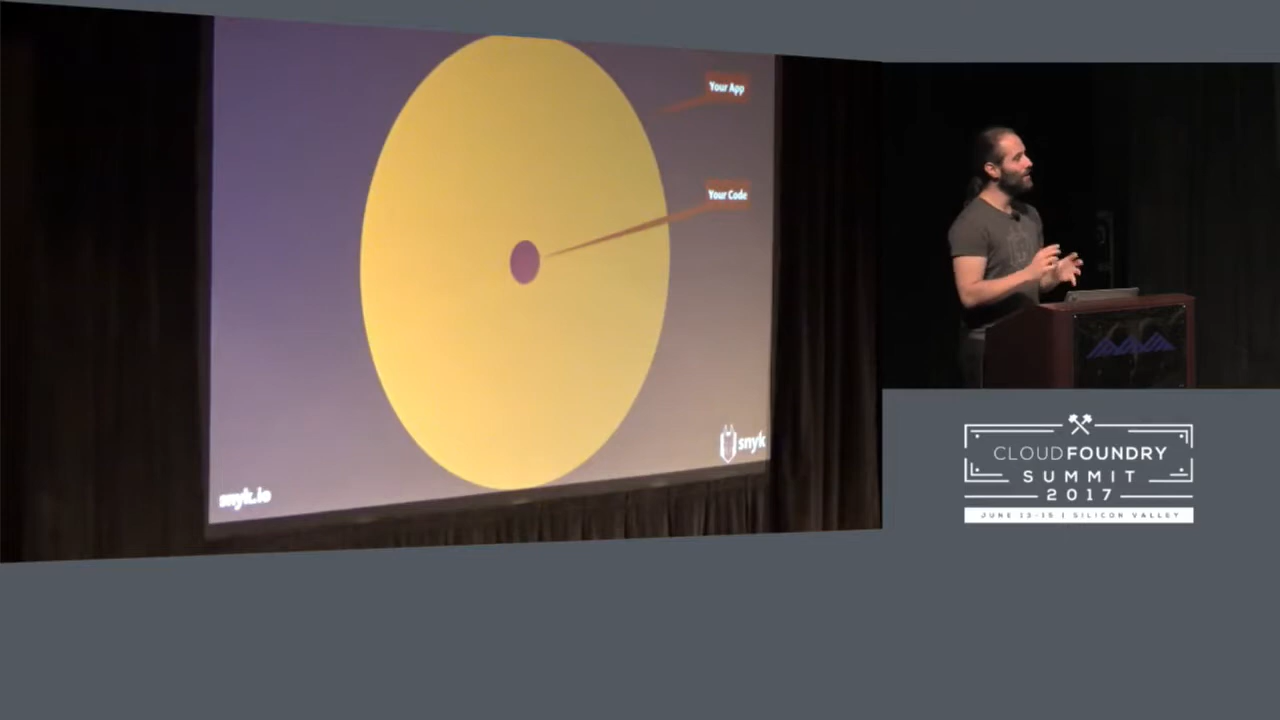 Your App
Your Code
snyk
snyk.io
CLOUD FOUNDRY
SUMMIT
2017
JUNE 13-15 | SILICON VALLEY